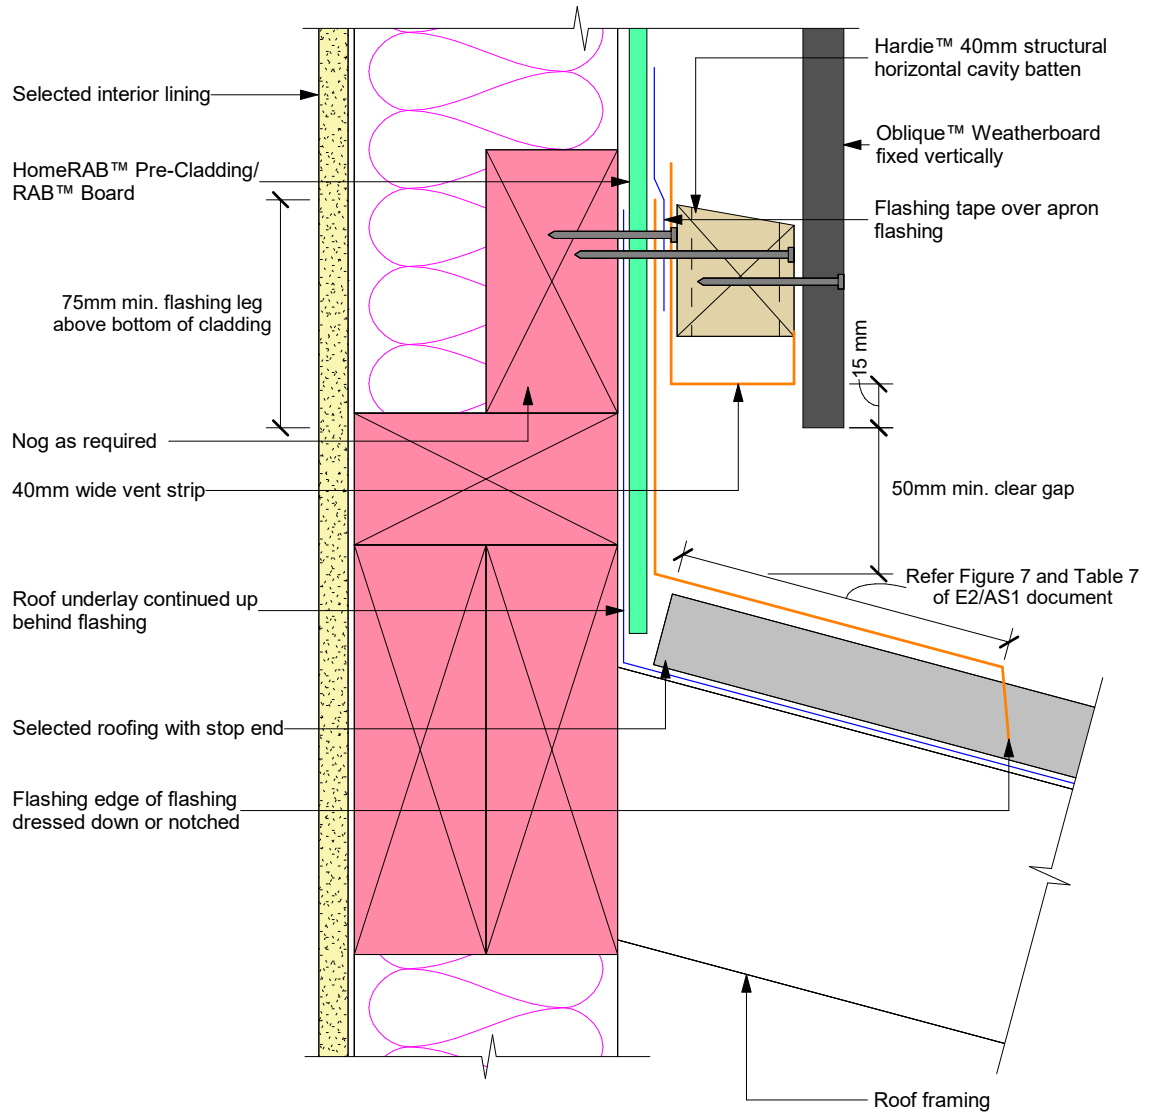 Hardie™ 40mm structural
horizontal cavity batten
Selected interior lining
Oblique™ Weatherboard
fixed vertically
HomeRAB™ Pre-Cladding/
RAB™ Board
Flashing tape over apron
flashing
75mm min. flashing leg
above bottom of cladding
15 mm
Nog as required
40mm wide vent strip
50mm min. clear gap
Refer Figure 7 and Table 7
of E2/AS1 document
Roof underlay continued up
behind flashing
Selected roofing with stop end
Flashing edge of flashing
dressed down or notched
Roof framing